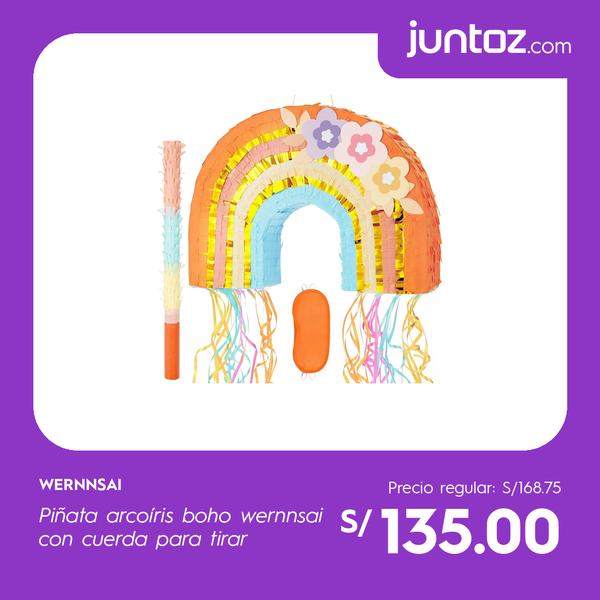 juntoz.com
WERNNSAI
Piñata arcoíris boho wernnsai
con cuerda para tirar
Precio regular: S/168.75
S/135.00